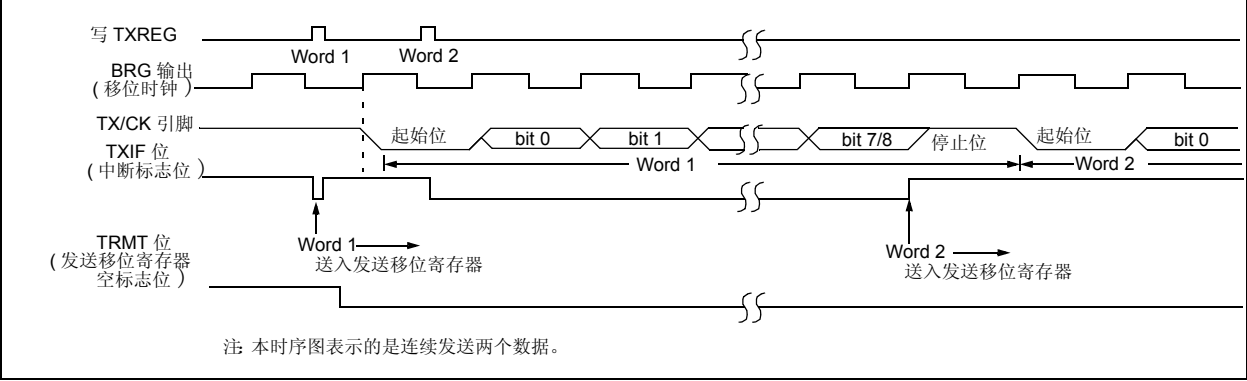 写 TXREG
Word 1
Word 2
BRG 输出
( 移位时钟 )
TX/CK 引脚
起始位
bit 0
bit 1
bit 7/8
停止位
起始位
bit 0
TXIF 位
( 中断标志位 )
Word 1
Word 2
Word 1
送入发送移位寄存器
Word 2
送入发送移位寄存器
TRMT 位
( 发送移位寄存器
空标志位 )
注: 本时序图表示的是连续发送两个数据。